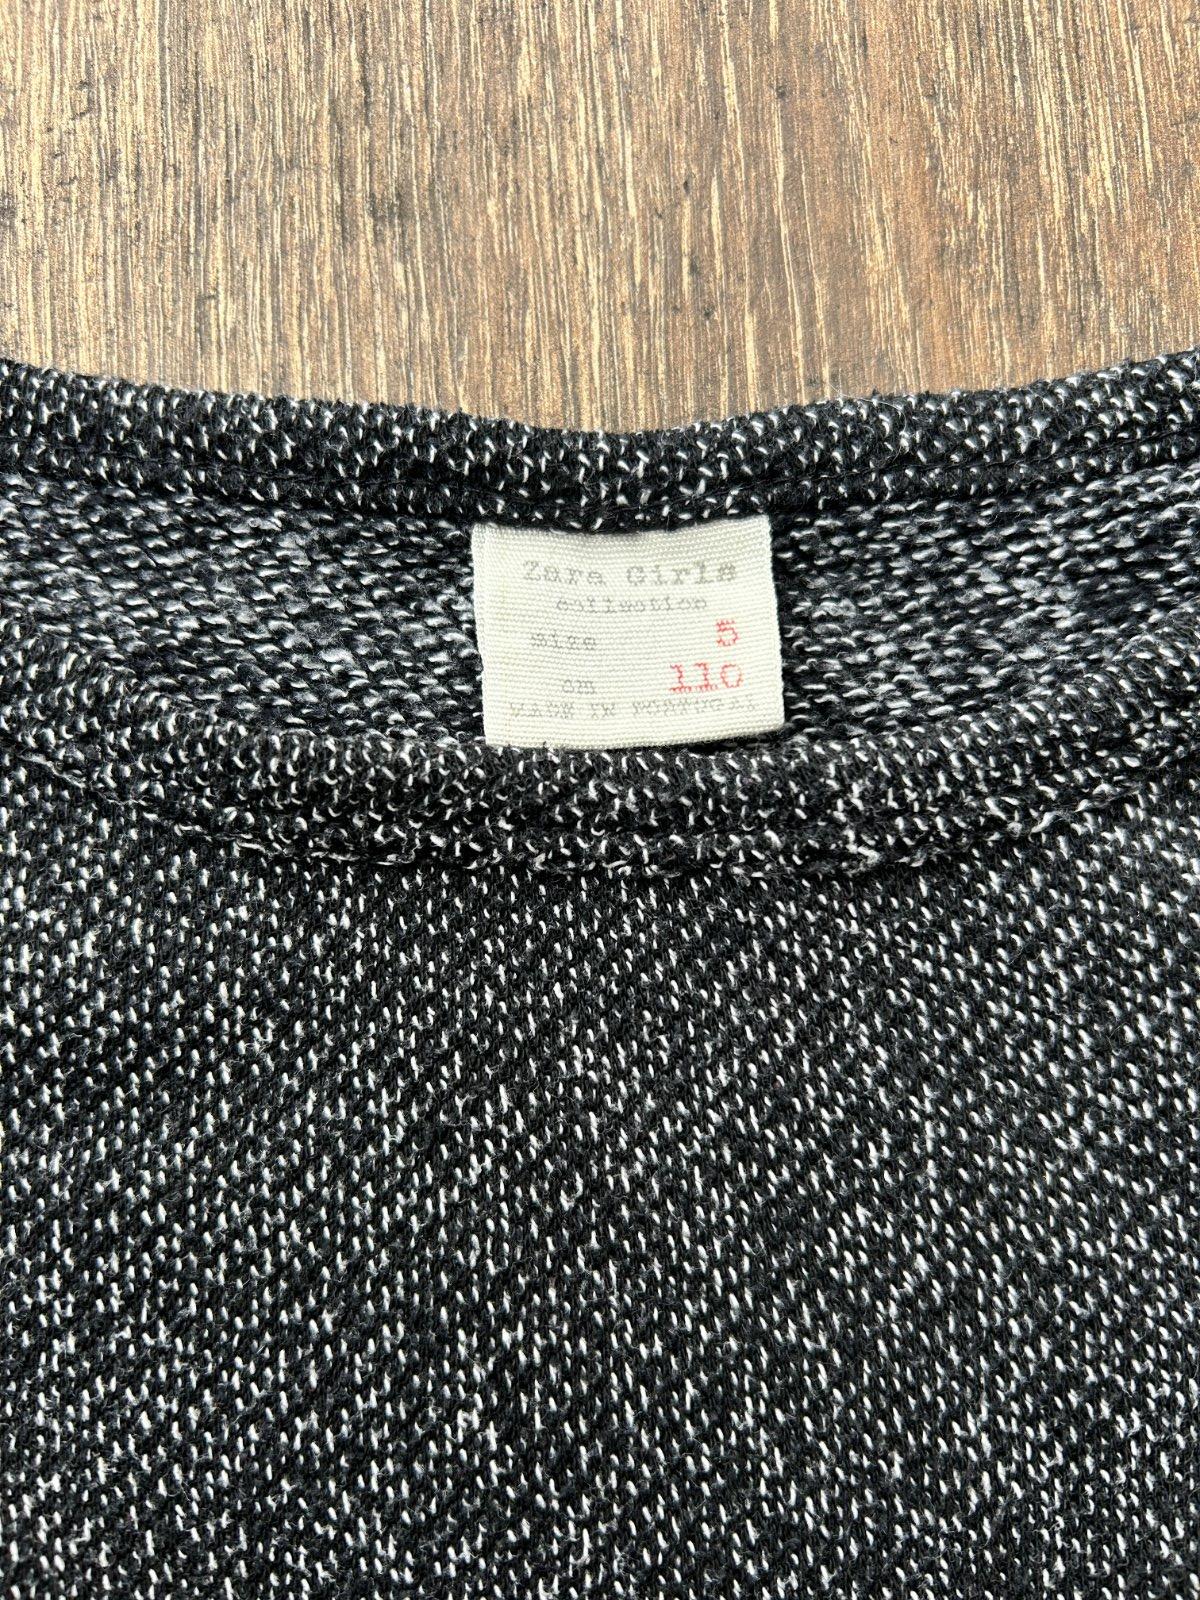 Zara Girls
collection
size 5
cm 110
MADE IN PORTUGAL